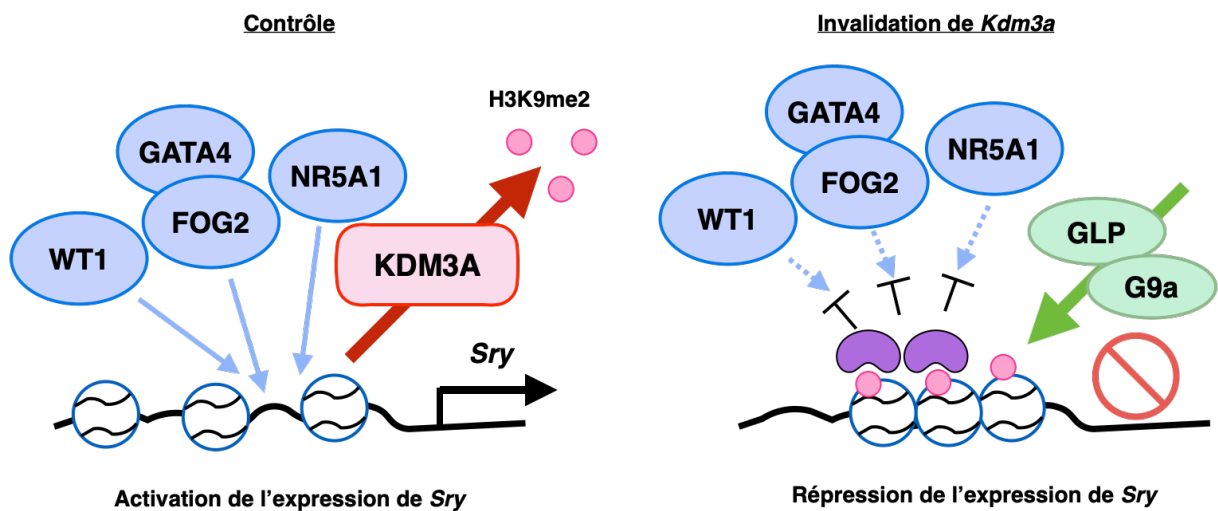 Contrôle
H3K9me2
GATA4
NR5A1
FOG2
WT1
KDM3A
Sry
Activation de l’expression de Sry
Invalidation de Kdm3a
GATA4
NR5A1
FOG2
WT1
GLP
G9a
Répression de l’expression de Sry